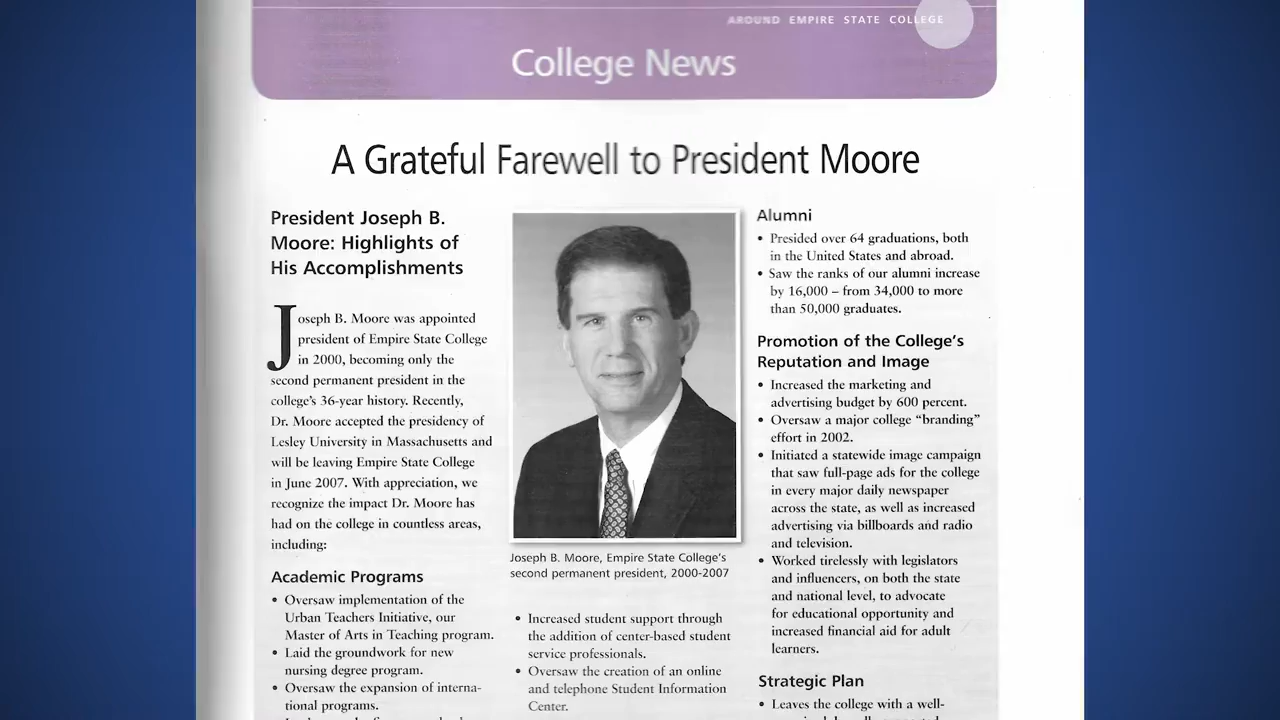 AROUND EMPIRE STATE COLLEGE
College News
A Grateful Farewell to President Moore
President Joseph B.
Moore: Highlights of
His Accomplishments
Joseph B. Moore was appointed
president of Empire State College
in 2000, becoming only the
second permanent president in the
college's 36-year history. Recently,
Dr. Moore accepted the presidency of
Lesley University in Massachusetts and
will be leaving Empire State College
in June 2007. With appreciation, we
recognize the impact Dr. Moore has
had on the college in countless areas,
including:
Academic Programs
• Oversaw implementation of the
Urban Teachers Initiative, our
Master of Arts in Teaching program.
• Laid the groundwork for new
nursing degree program.
• Oversaw the expansion of interna-
tional programs.
Joseph B. Moore, Empire State College's
second permanent president, 2000-2007
• Increased student support through
the addition of center-based student
service professionals.
• Oversaw the creation of an online
and telephone Student Information
Center.
Alumni
• Presided over 64 graduations, both
in the United States and abroad.
• Saw the ranks of our alumni increase
by 16,000 – from 34,000 to more
than 50,000 graduates.
Promotion of the College's
Reputation and Image
• Increased the marketing and
advertising budget by 600 percent.
• Oversaw a major college “branding”
effort in 2002.
• Initiated a statewide image campaign
that saw full-page ads for the college
in every major daily newspaper
across the state, as well as increased
advertising via billboards and radio
and television.
• Worked tirelessly with legislators
and influencers, on both the state
and national level, to advocate
for educational opportunity and
increased financial aid for adult
learners.
Strategic Plan
• Leaves the college with a well-